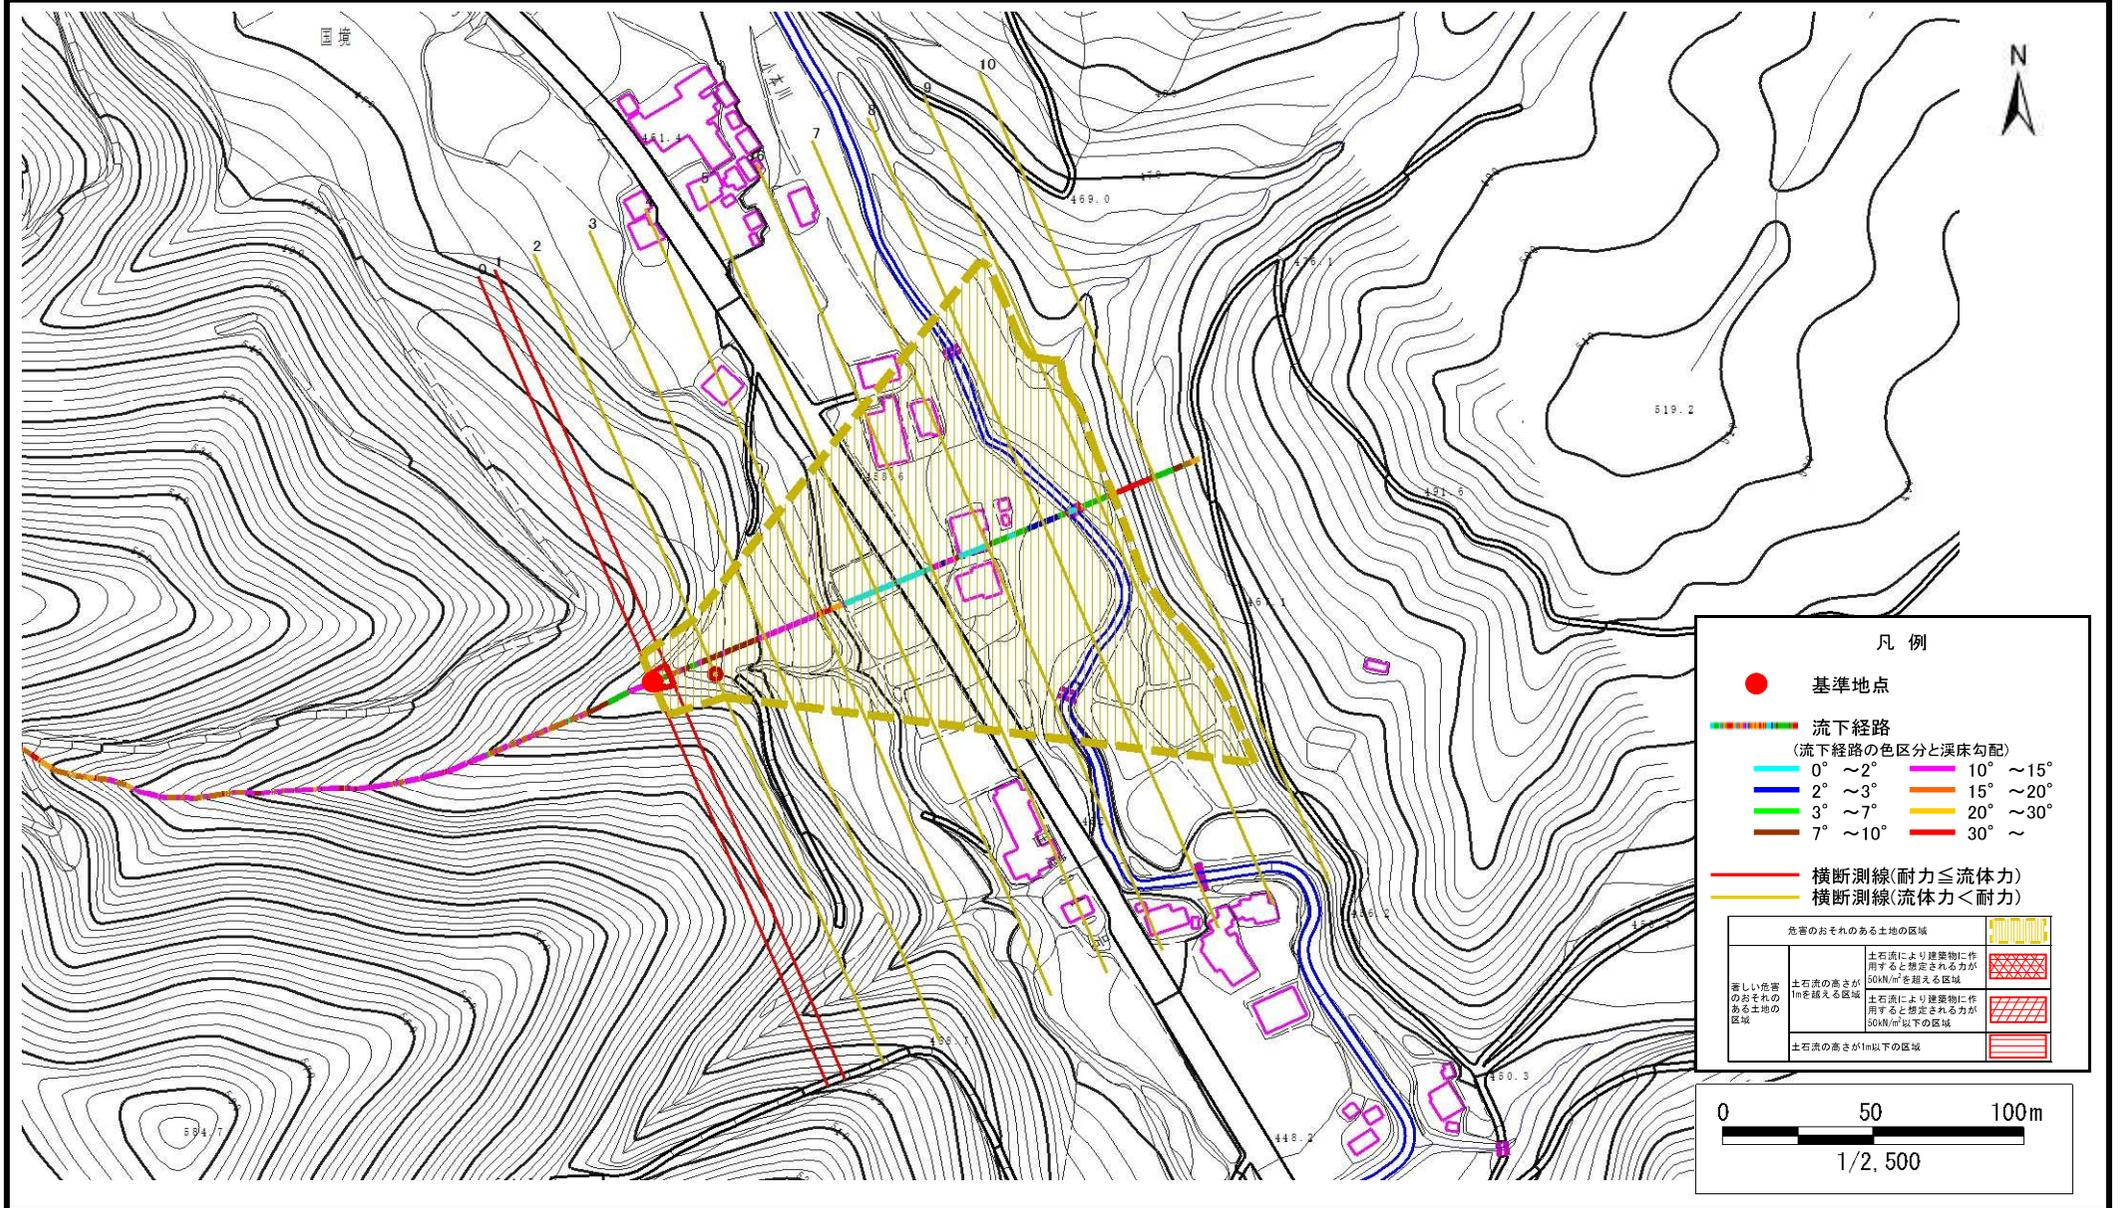 国境
小本川
10
9
8
7
6
5
4
3
2
1
0
N
461.4
469.0
476.1
519.2
491.6
458.6
467.1
456.2
450.3
448.2
584.7
凡 例
基準地点
流下経路
(流下経路の色区分と渓床勾配)
0° ～2°
10° ～15°
2° ～3°
15° ～20°
3° ～7°
20° ～30°
7° ～10°
30° ～
横断測線(耐力≦流体力)
横断測線(流体力＜耐力)
危害のおそれのある土地の区域
著しい危害
のおそれの
ある土地の
区域
土石流の高さが
1mを越える区域
土石流により建築物に作
用すると想定される力が
50kN/m²を超える区域
土石流により建築物に作
用すると想定される力が
50kN/m²以下の区域
土石流の高さが1m以下の区域
0 50 100m
1/2,500